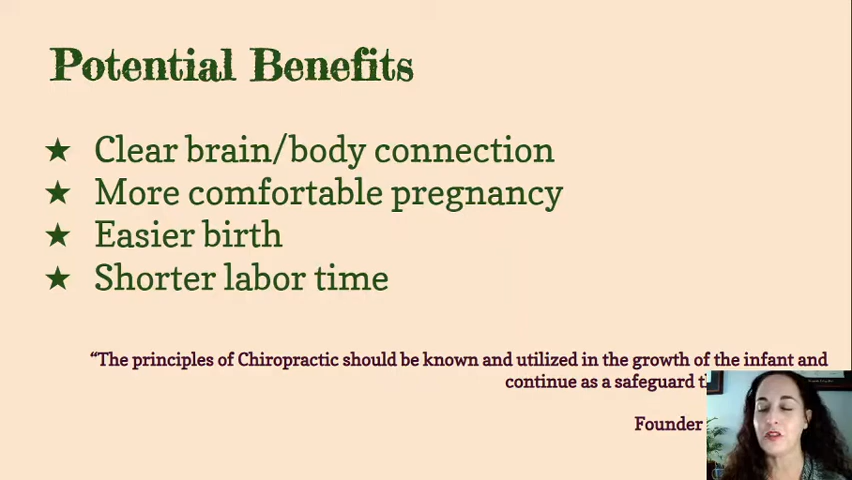 Potential Benefits
★ Clear brain/body connection
★ More comfortable pregnancy
★ Easier birth
★ Shorter labor time
“The principles of Chiropractic should be known and utilized in the growth of the infant and
continue as a safeguard
Founder